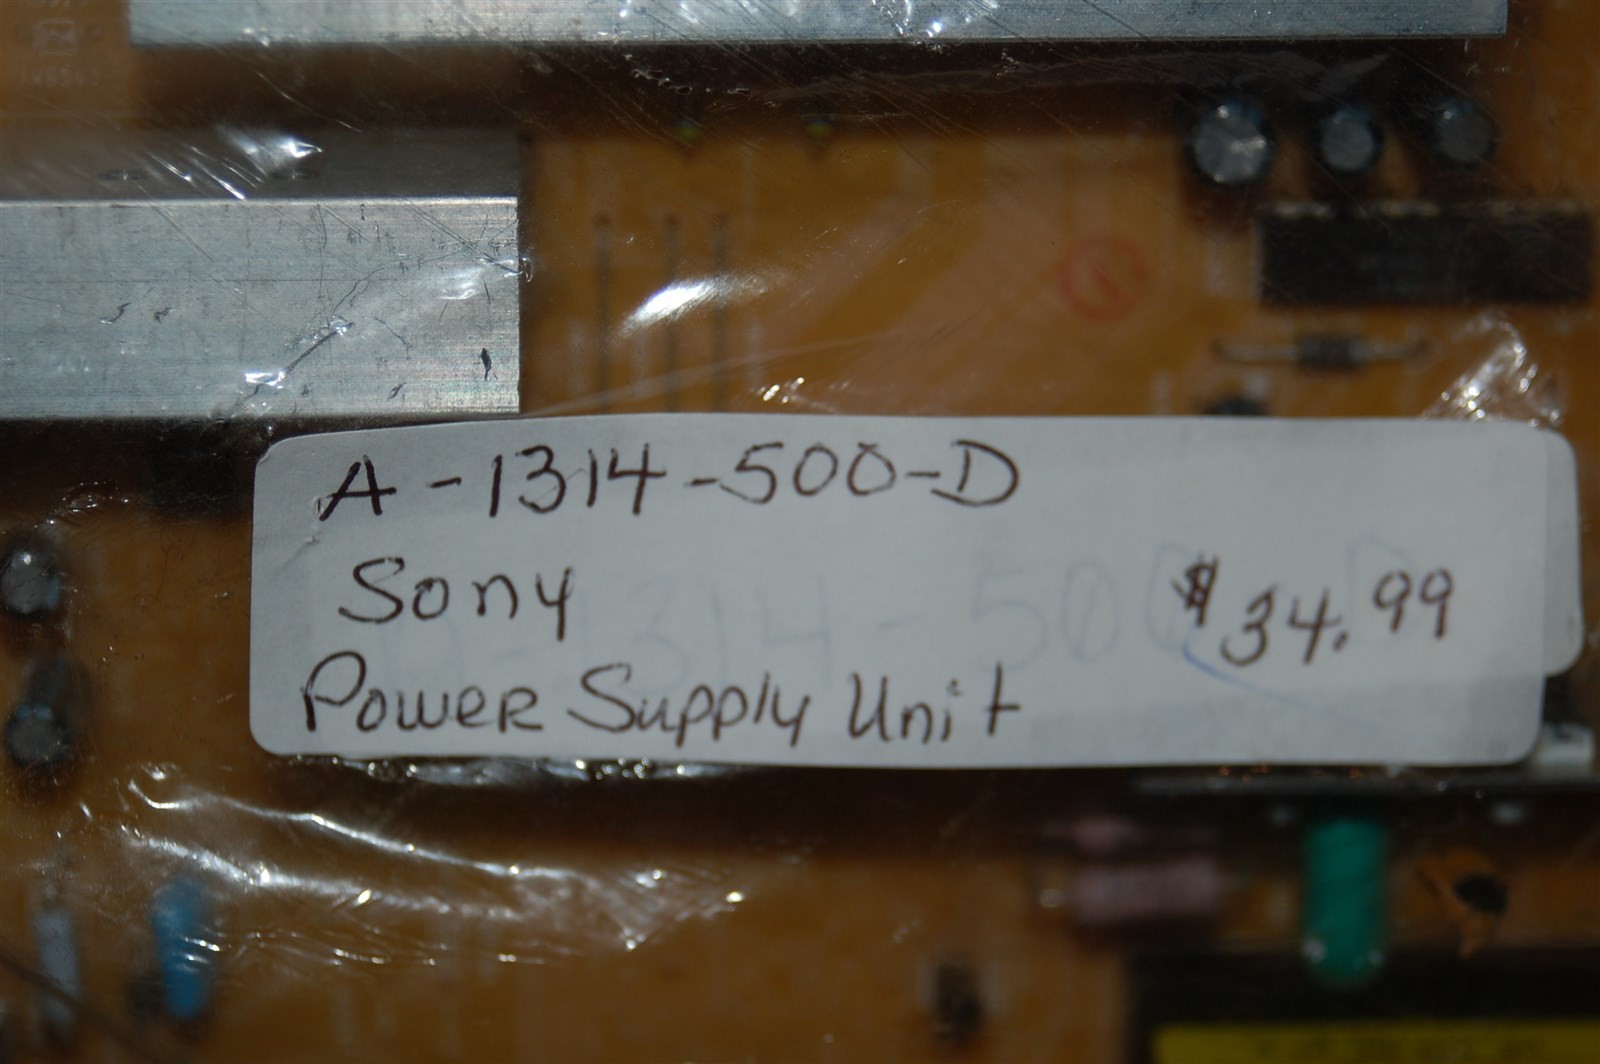 A-1314-500-D
Sony
$34.99
Power Supply Unit